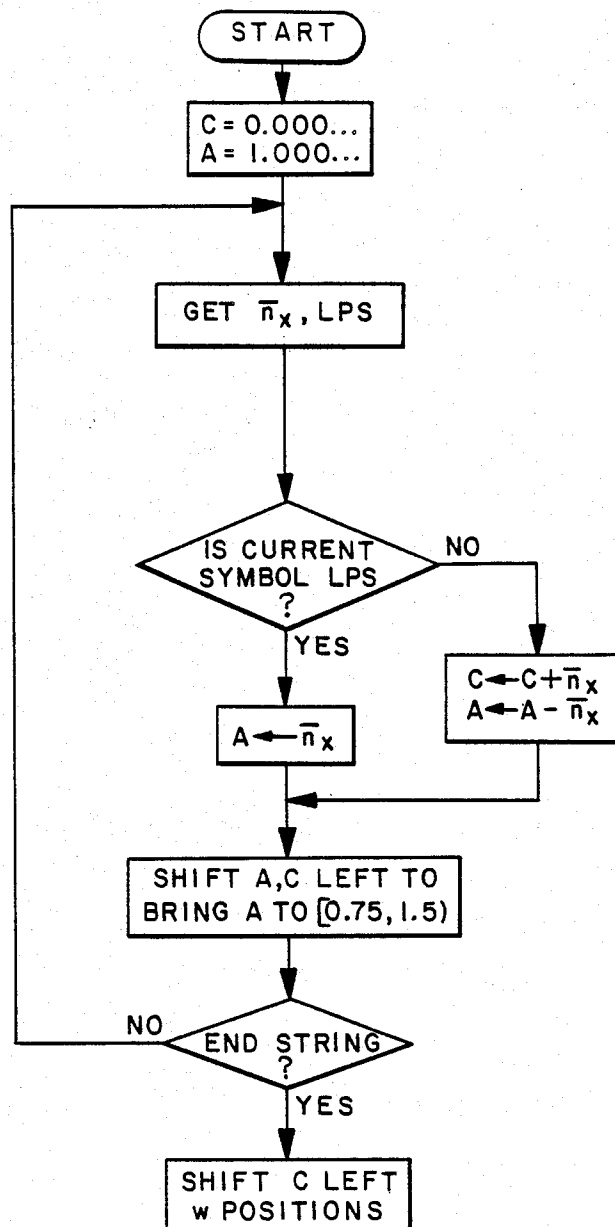 START
C = 0.000...
A = 1.000...
GET n̅x, LPS
IS CURRENT
SYMBOL LPS
?
NO
YES
C←C+n̅x
A←A-n̅x
A←n̅x
SHIFT A,C LEFT TO
BRING A TO [0.75, 1.5)
NO
END STRING
?
YES
SHIFT C LEFT
w POSITIONS